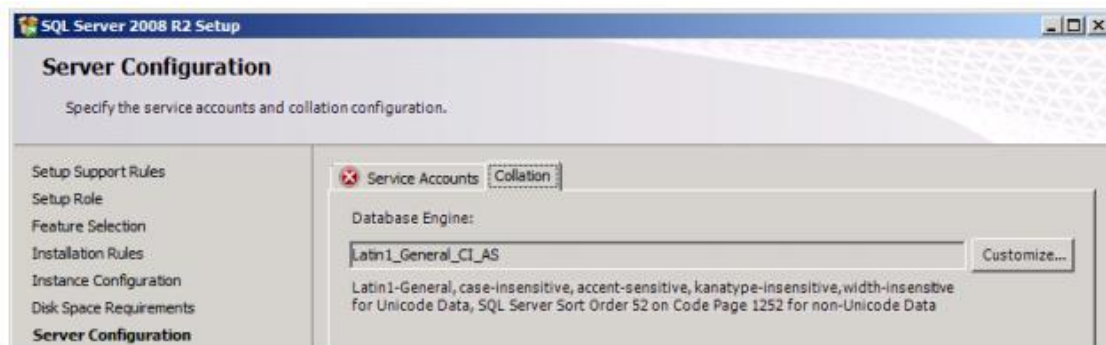 SQL Server 2008 R2 Setup
Server Configuration
Specify the service accounts and collation configuration.
Setup Support Rules
Setup Role
Feature Selection
Installation Rules
Instance Configuration
Disk Space Requirements
Server Configuration
Service Accounts
Collation
Database Engine:
Latin1_General_CI_AS
Customize...
Latin1-General, case-insensitive, accent-sensitive, kanatype-insensitive, width-insensitive
for Unicode Data, SQL Server Sort Order 52 on Code Page 1252 for non-Unicode Data